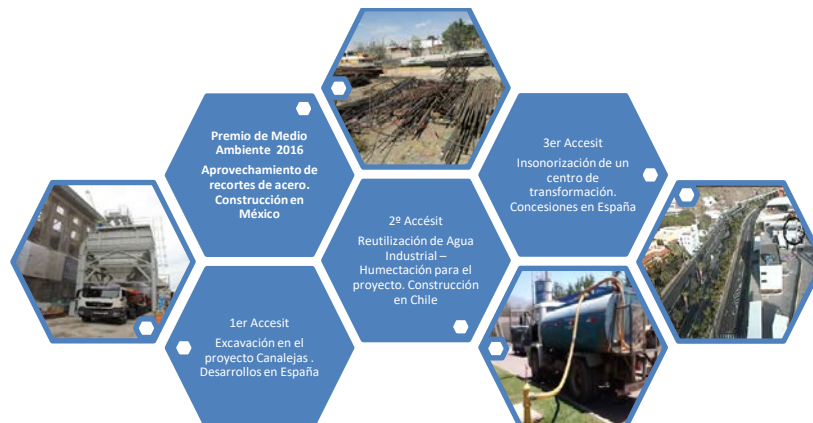 Premio de Medio
Ambiente 2016
Aprovechamiento de
recortes de acero.
Construcción en
México
3er Accesit
Insonorización de un
centro de
transformación.
Concesiones en España
2º Accésit
Reutilización de Agua
Industrial –
Humectación para el
proyecto. Construcción
en Chile
1er Accesit
Excavación en el
proyecto Canalejas .
Desarrollos en España